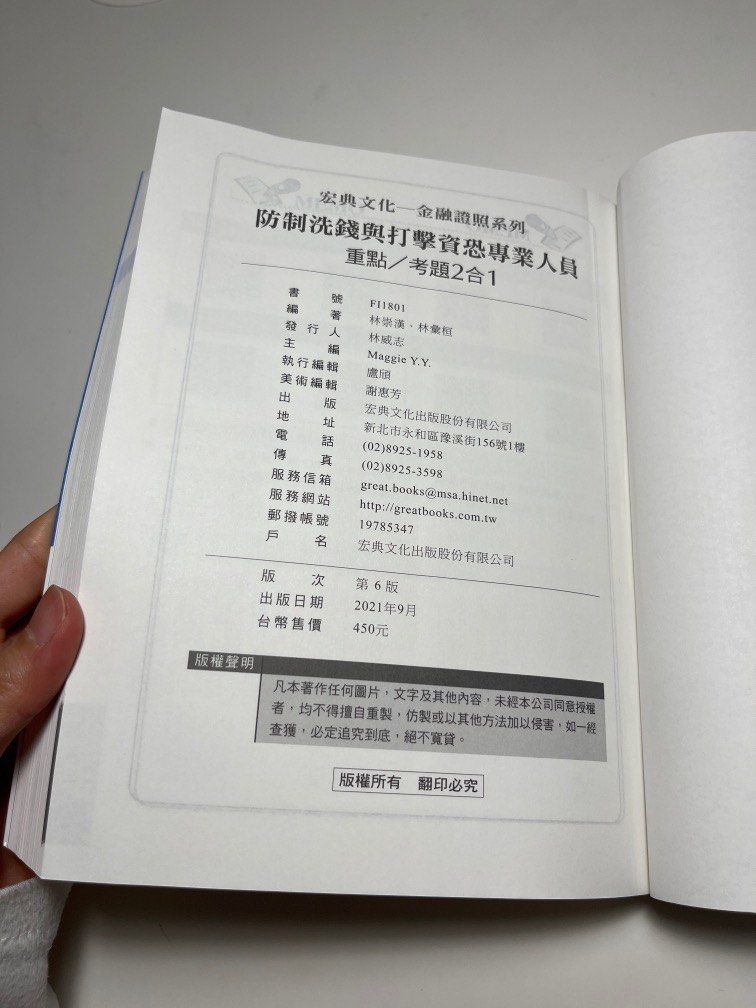 宏典文化—金融證照系列
防制洗錢與打擊資恐專業人員
重點／考題2合1
書號 FI1801
編著 林崇漢、林彙桓
發行人 林威志
主編 Maggie Y.Y.
執行編輯 盧頎
美術編輯 謝惠芳
出版 宏典文化出版股份有限公司
地址 新北市永和區豫溪街156號1樓
電話 (02)8925-1958
傳真 (02)8925-3598
服務信箱 great.books@msa.hinet.net
服務網站 http://greatbooks.com.tw
郵撥帳號 19785347
戶名 宏典文化出版股份有限公司
版次 第6版
出版日期 2021年9月
台幣售價 450元
版權聲明
凡本著作任何圖片，文字及其他內容，未經本公司同意授權
者，均不得擅自重製，仿製或以其他方法加以侵害，如一經
查獲，必定追究到底，絕不寬貸。
版權所有 翻印必究